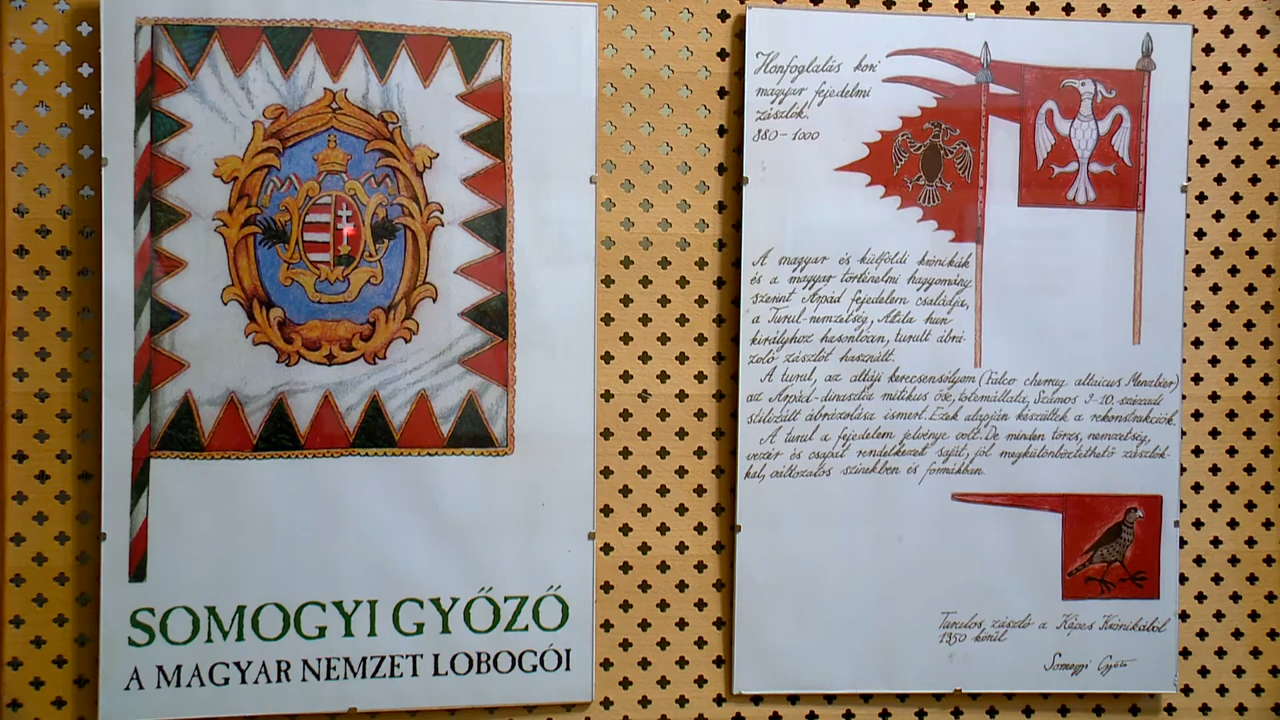 SOMOGYI GYŐZŐ
A MAGYAR NEMZET LOBOGÓI
Honfoglalás kori
magyar fejedelmi
zászlók.
880-1000
A magyar és külföldi krónikák
és a magyar történelmi hagyomány
szerint Árpád fejedelem családja,
a Turul-nemzetség, Attila hun
királyhoz hasonlóan, turult ábrá-
zoló zászlót használt.
A turul, az altáji kerecsensólyom (Falco cherrug altaicus Menzbier)
az Árpád-dinasztia mitikus őse, totemállata. Számos 9-10. századi
stilizált ábrázolása ismert. Ezek alapján készültek a rekonstrukciók.
A turul a fejedelem jelvénye volt. De minden törzs, nemzetség,
vezér és csapat rendelkezett saját, jól megkülönböztethető zászlók-
kal, változatos színekben és formákban.
Turulos zászló a Képes Krónikából
1350 körül
Somogyi Győző